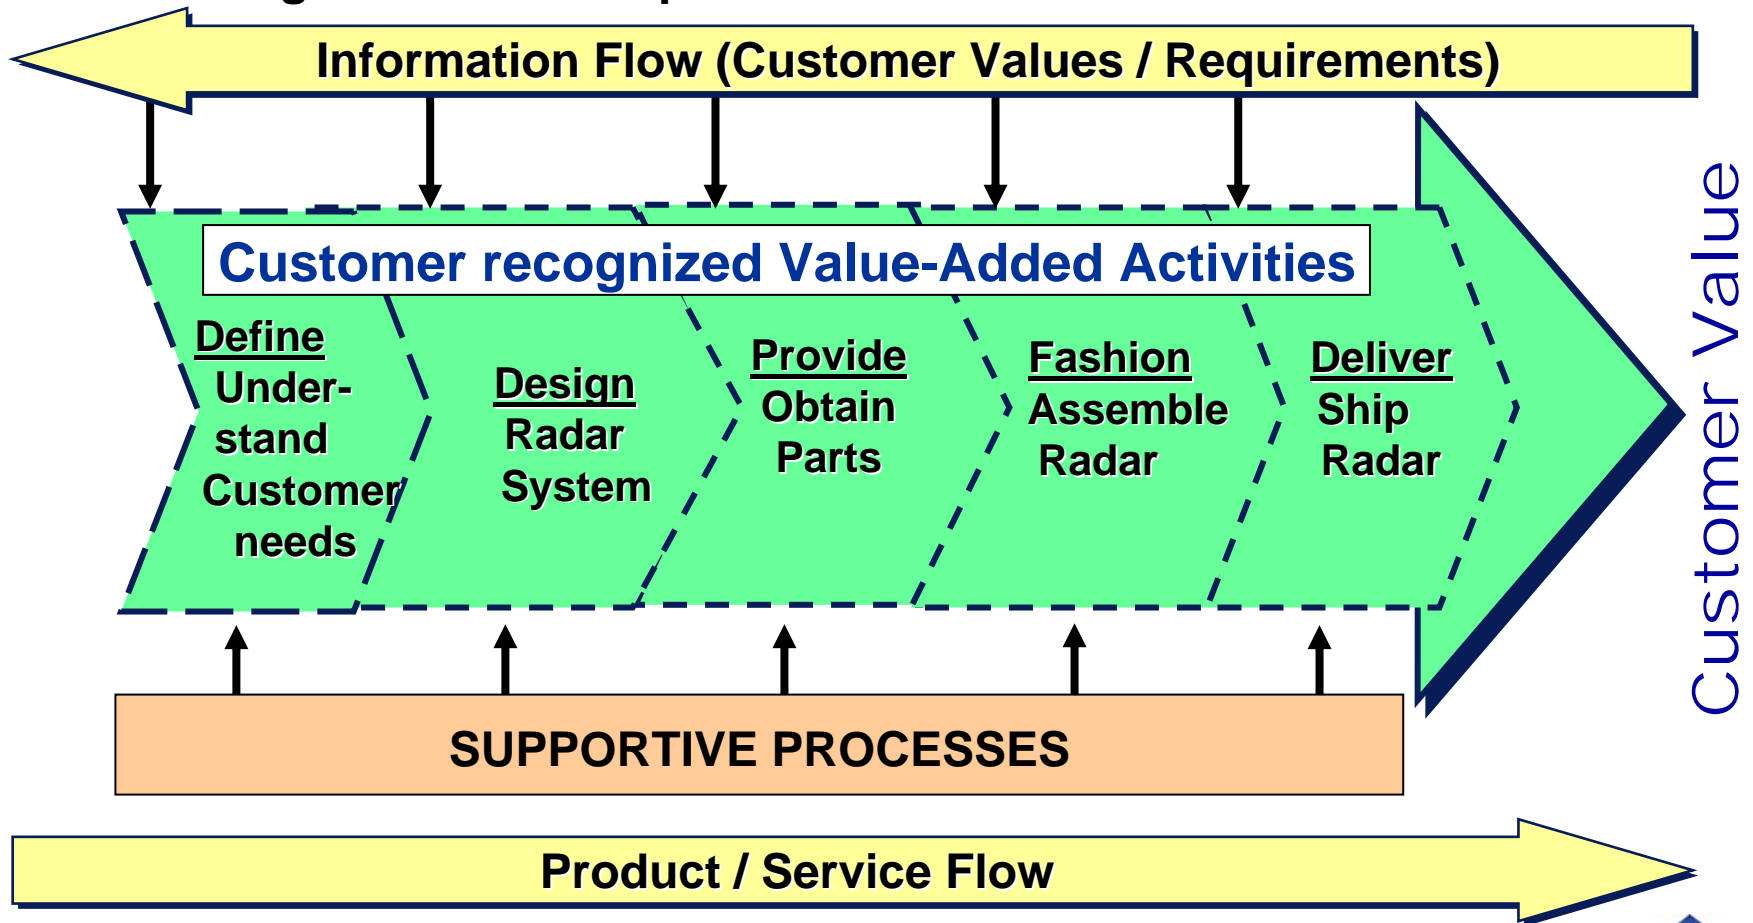 Information Flow (Customer Values / Requirements)
Customer recognized Value-Added Activities
Define
Under-
stand
Customer
needs
Design
Radar
System
Provide
Obtain
Parts
Fashion
Assemble
Radar
Deliver
Ship
Radar
Customer Value
SUPPORTIVE PROCESSES
Product / Service Flow